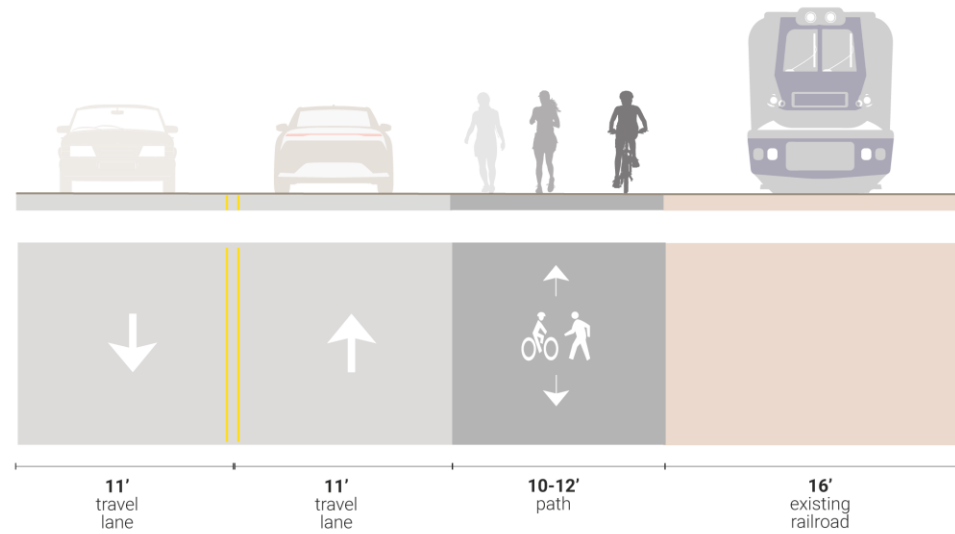 11’
travel
lane
11’
travel
lane
10-12’
path
16’
existing
railroad